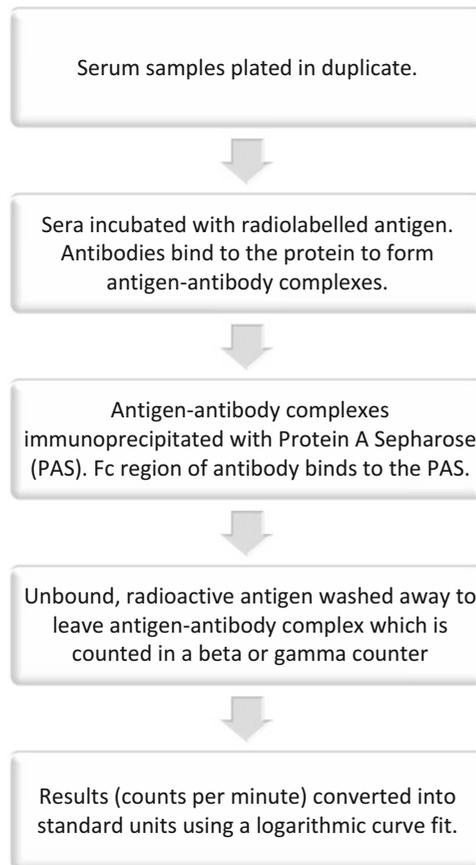 Serum samples plated in duplicate.
Sera incubated with radiolabelled antigen.
Antibodies bind to the protein to form
antigen-antibody complexes.
Antigen-antibody complexes
immunoprecipitated with Protein A Sepharose
(PAS). Fc region of antibody binds to the PAS.
Unbound, radioactive antigen washed away to
leave antigen-antibody complex which is
counted in a beta or gamma counter
Results (counts per minute) converted into
standard units using a logarithmic curve fit.